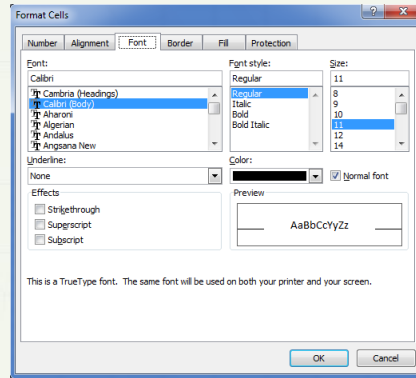 Format Cells
Number Alignment Font Border Fill Protection
Font: Font style: Size:
Calibri Regular 11
Cambria (Headings) Regular 8
Calibri (Body) Italic 9
Aharoni Bold 10
Algerian Bold Italic 11
Andalus 12
Angsana New 14
Underline: Color:
None Normal font
Effects Preview
Strikethrough
Superscript AaBbCcYyZz
Subscript
This is a TrueType font. The same font will be used on both your printer and your screen.
OK Cancel